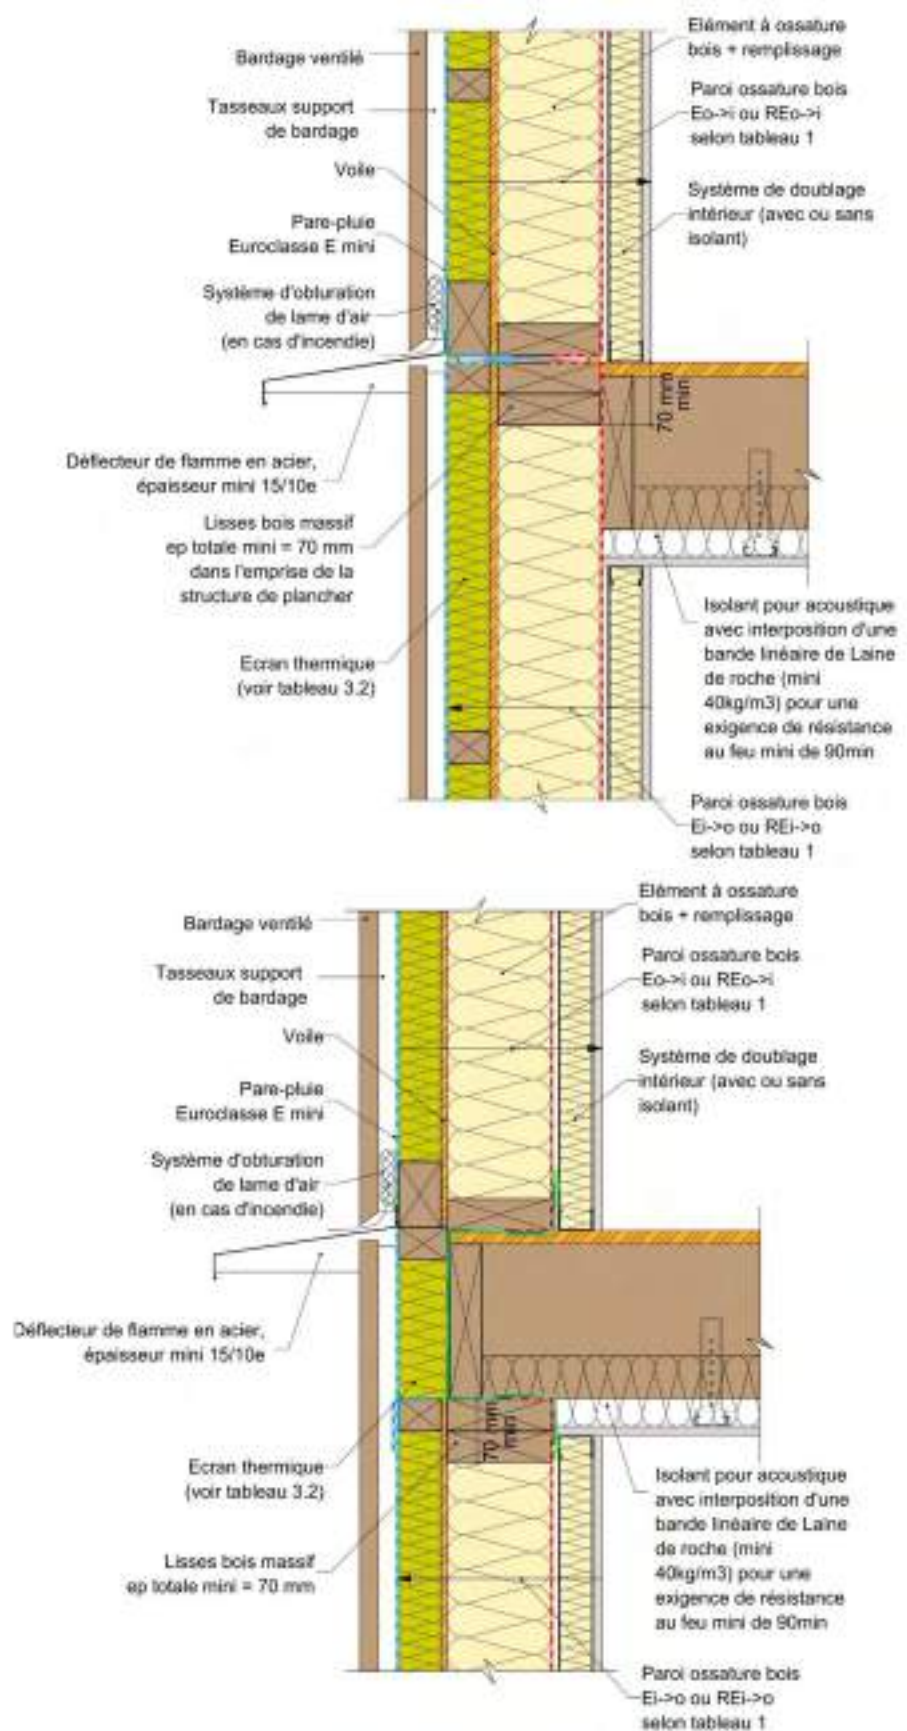 Bardage ventilé
Tasseaux support
de bardage
Voile
Pare-pluie
Euroclasse E mini
Système d'obturation
de lame d'air
(en cas d'incendie)
Déflecteur de flamme en acier,
épaisseur mini 15/10e
Lisses bois massif
ep totale mini = 70 mm
dans l'emprise de la
structure de plancher
Ecran thermique
(voir tableau 3.2)
Elément à ossature
bois + remplissage
Paroi ossature bois
Eo->i ou REo->i
selon tableau 1
Système de doublage
intérieur (avec ou sans
isolant)
70 mm
min
Isolant pour acoustique
avec interposition d'une
bande linéaire de Laine
de roche (mini
40kg/m3) pour une
exigence de résistance
au feu mini de 90min
Paroi ossature bois
Ei->o ou REi->o
selon tableau 1
Bardage ventilé
Tasseaux support
de bardage
Voile
Pare-pluie
Euroclasse E mini
Système d'obturation
de lame d'air
(en cas d'incendie)
Déflecteur de flamme en acier,
épaisseur mini 15/10e
Ecran thermique
(voir tableau 3.2)
Lisses bois massif
ep totale mini = 70 mm
Elément à ossature
bois + remplissage
Paroi ossature bois
Eo->i ou REo->i
selon tableau 1
Système de doublage
intérieur (avec ou sans
isolant)
70 mm
min
Isolant pour acoustique
avec interposition d'une
bande linéaire de Laine
de roche (mini
40kg/m3) pour une
exigence de résistance
au feu mini de 90min
Paroi ossature bois
Ei->o ou REi->o
selon tableau 1